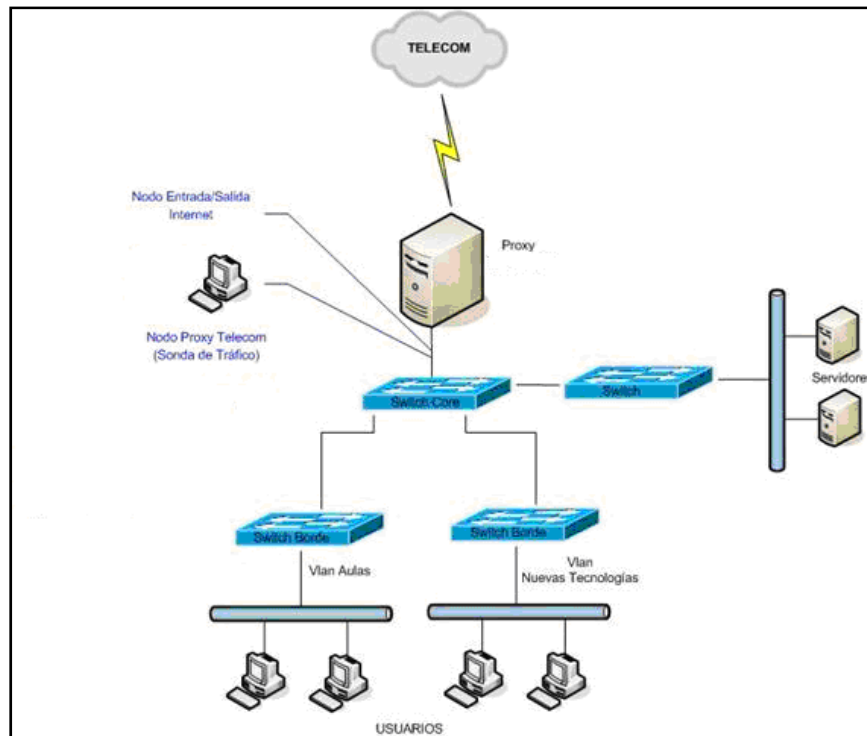 TELECOM
Nodo Entrada/Salida
Internet
Proxy
Nodo Proxy Telecom
(Sonda de Tráfico)
Switch Core
Switch
Servidore
Switch Borde
Switch Borde
Vlan Aulas
Vlan
Nuevas Tecnologías
USUARIOS